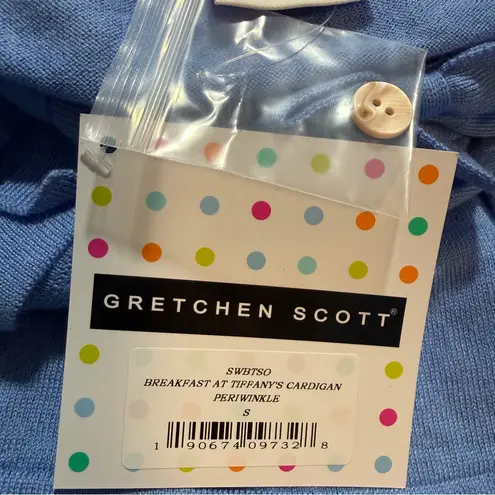 GRETCHEN SCOTT®
SWBTSO
BREAKFAST AT TIFFANY'S CARDIGAN
PERIWINKLE
S
1 90674 09732 8